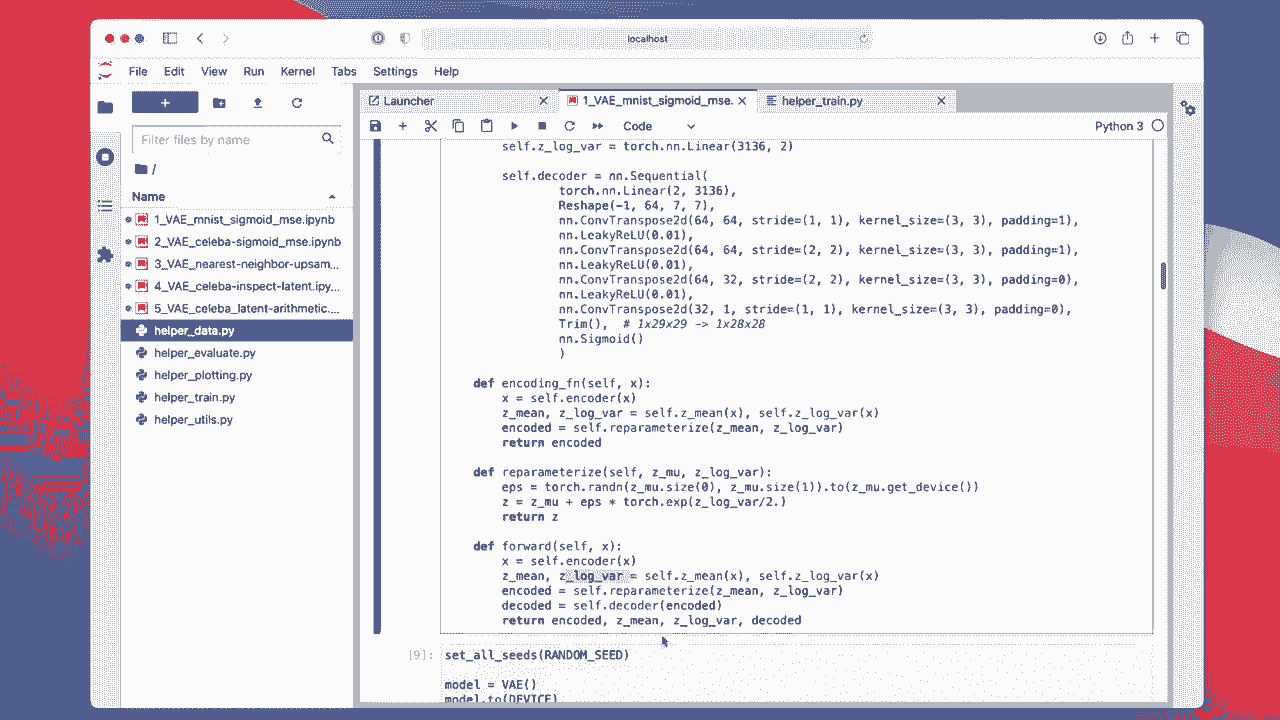 localhost
File Edit View Run Kernel Tabs Settings Help
+
Filter files by name
/
Name
1_VAE_mnist_sigmoid_mse.ipynb
2_VAE_celeba-sigmoid_mse.ipynb
3_VAE_nearest-neighbor-upsam...
4_VAE_celeba-inspect-latent.ipy...
5_VAE_celeba_latent-arithmetic....
helper_data.py
helper_evaluate.py
helper_plotting.py
helper_train.py
helper_utils.py
Launcher
1_VAE_mnist_sigmoid_mse.
helper_train.py
Code
Python 3
self.z_log_var = torch.nn.Linear(3136, 2)
self.decoder = nn.Sequential(
torch.nn.Linear(2, 3136),
Reshape(-1, 64, 7, 7),
nn.ConvTranspose2d(64, 64, stride=(1, 1), kernel_size=(3, 3), padding=1),
nn.LeakyReLU(0.01),
nn.ConvTranspose2d(64, 64, stride=(2, 2), kernel_size=(3, 3), padding=1),
nn.LeakyReLU(0.01),
nn.ConvTranspose2d(64, 32, stride=(2, 2), kernel_size=(3, 3), padding=0),
nn.LeakyReLU(0.01),
nn.ConvTranspose2d(32, 1, stride=(1, 1), kernel_size=(3, 3), padding=0),
Trim(),  # 1x29x29 -> 1x28x28
nn.Sigmoid()
)
def encoding_fn(self, x):
x = self.encoder(x)
z_mean, z_log_var = self.z_mean(x), self.z_log_var(x)
encoded = self.reparameterize(z_mean, z_log_var)
return encoded
def reparameterize(self, z_mu, z_log_var):
eps = torch.randn(z_mu.size(0), z_mu.size(1)).to(z_mu.get_device())
z = z_mu + eps * torch.exp(z_log_var/2.)
return z
def forward(self, x):
x = self.encoder(x)
z_mean, z_log_var = self.z_mean(x), self.z_log_var(x)
encoded = self.reparameterize(z_mean, z_log_var)
decoded = self.decoder(encoded)
return encoded, z_mean, z_log_var, decoded
[9]: set_all_seeds(RANDOM_SEED)
model = VAE()
model.to(DEVICE)